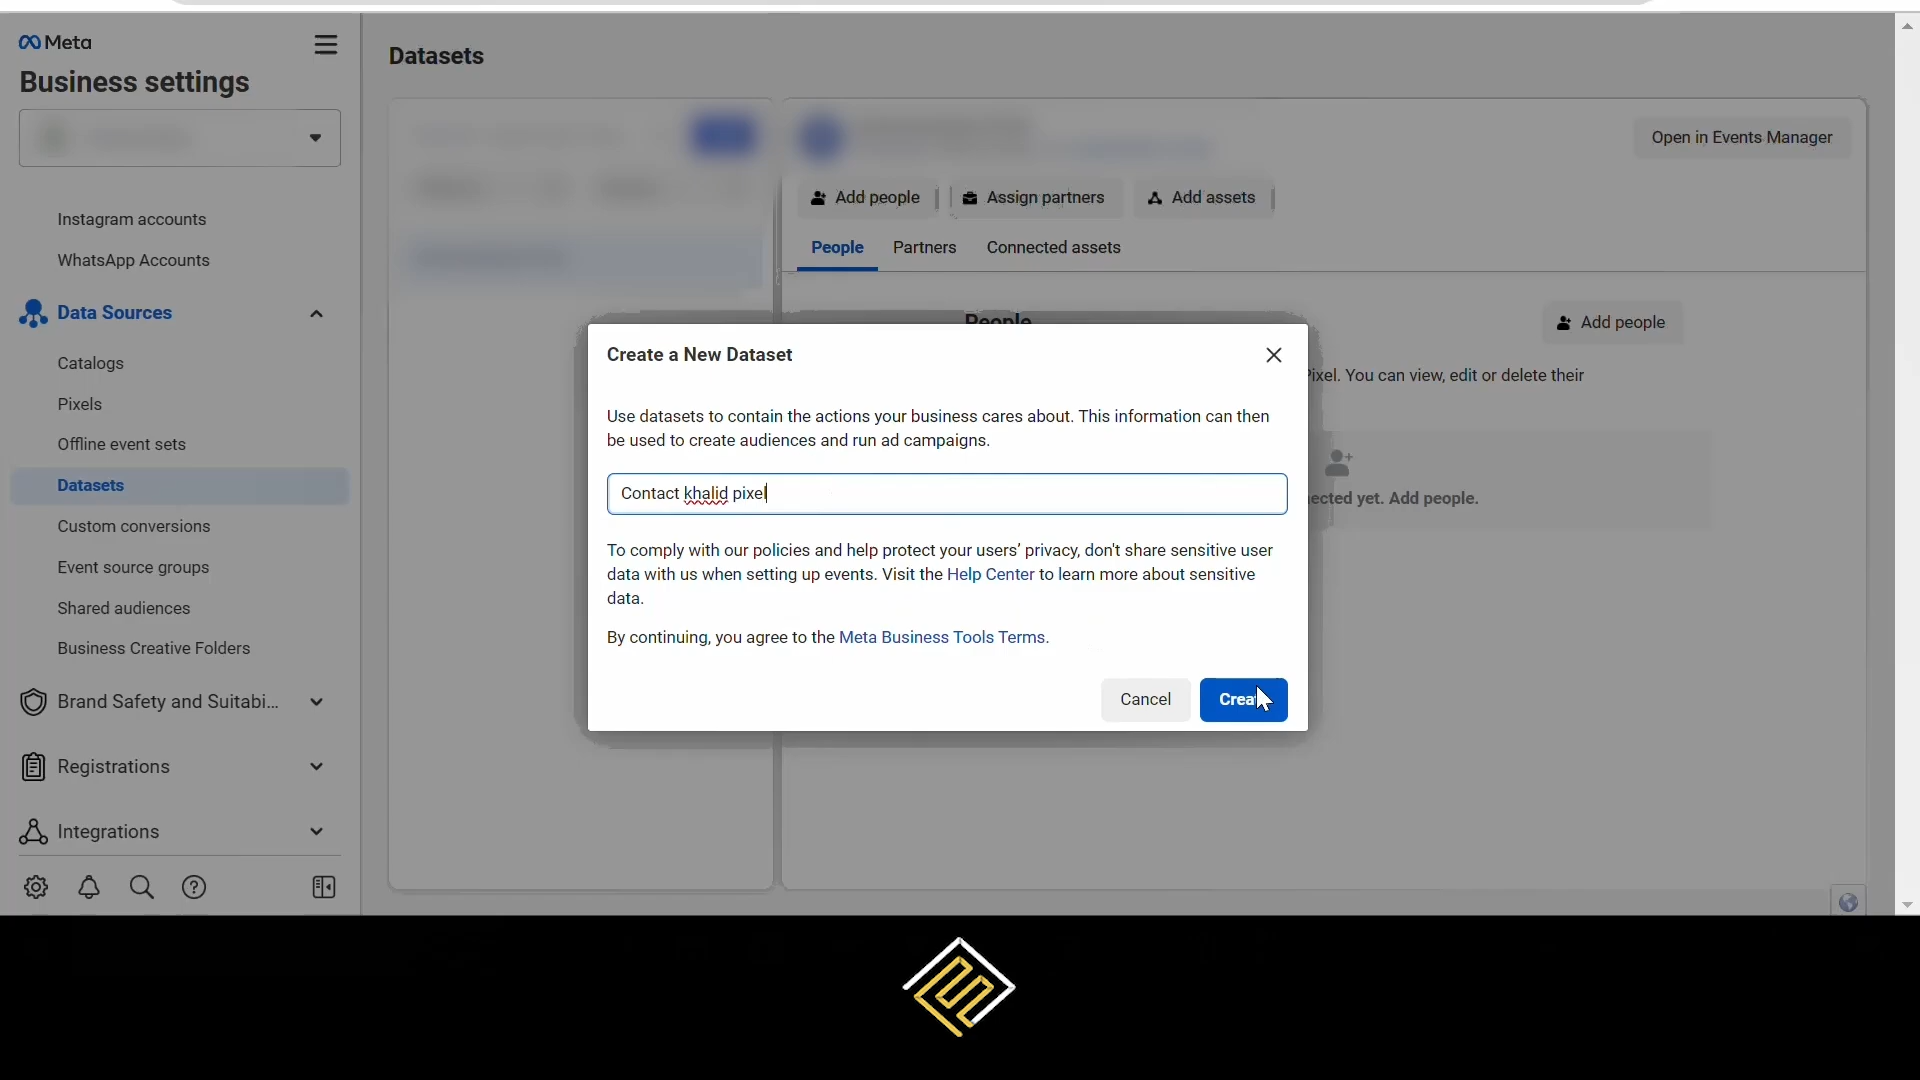 Meta
Business settings
Instagram accounts
WhatsApp Accounts
Data Sources
Catalogs
Pixels
Offline event sets
Datasets
Custom conversions
Event source groups
Shared audiences
Business Creative Folders
Brand Safety and Suitabi...
Registrations
Integrations
Datasets
Open in Events Manager
Add people
Assign partners
Add assets
People
Partners
Connected assets
People
Add people
Pixel. You can view, edit or delete their
yet. Add people.
Create a New Dataset
Use datasets to contain the actions your business cares about. This information can then
be used to create audiences and run ad campaigns.
Contact khalid pixel
To comply with our policies and help protect your users’ privacy, don't share sensitive user
data with us when setting up events. Visit the Help Center to learn more about sensitive
data.
By continuing, you agree to the Meta Business Tools Terms.
Cancel